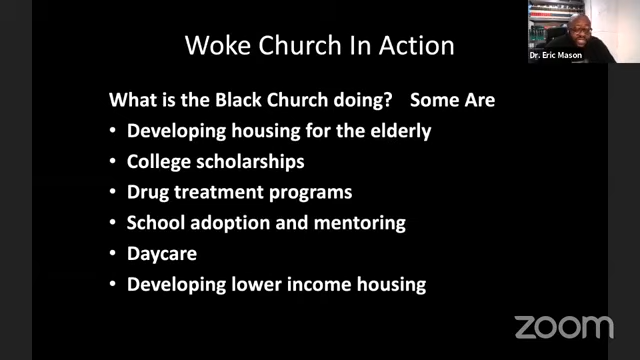 Woke Church In Action
Dr. Eric Mason
What is the Black Church doing? Some Are
• Developing housing for the elderly
• College scholarships
• Drug treatment programs
• School adoption and mentoring
• Daycare
• Developing lower income housing
zoom